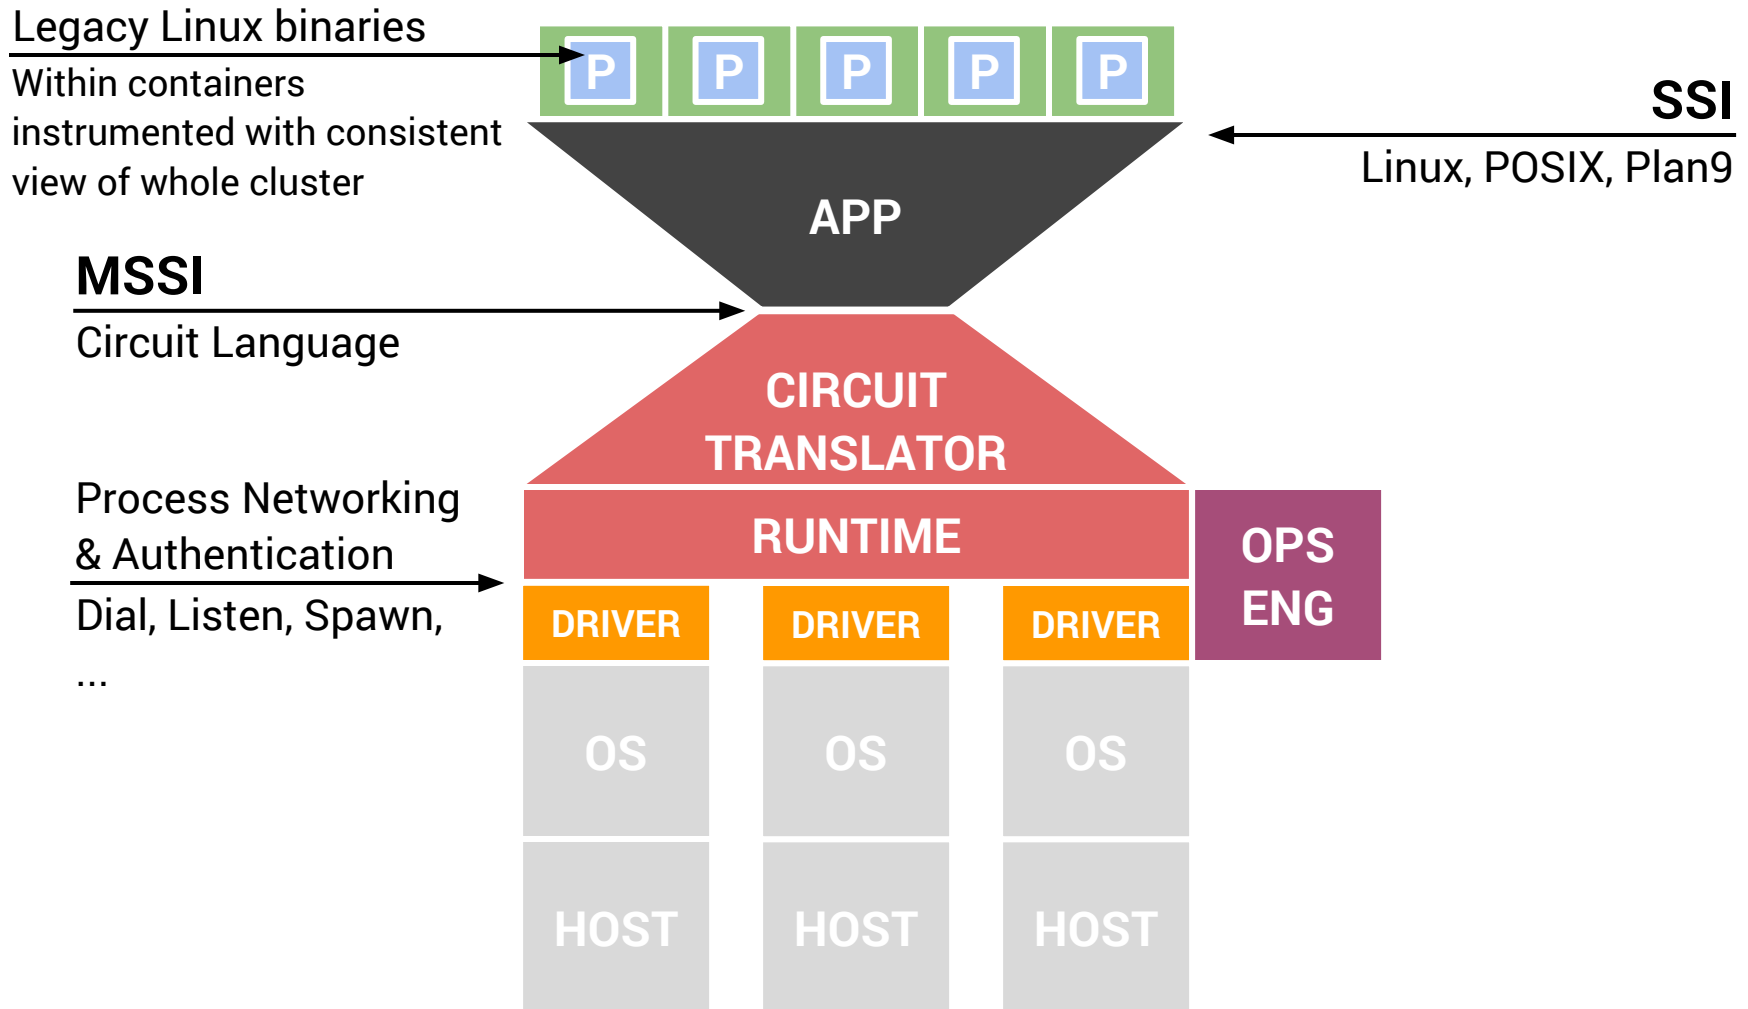 Legacy Linux binaries
Within containers
instrumented with consistent
view of whole cluster
P P P P P
SSI
Linux, POSIX, Plan9
APP
MSSI
Circuit Language
CIRCUIT
TRANSLATOR
Process Networking
& Authentication
Dial, Listen, Spawn,
...
RUNTIME
OPS
ENG
DRIVER DRIVER DRIVER
OS OS OS
HOST HOST HOST